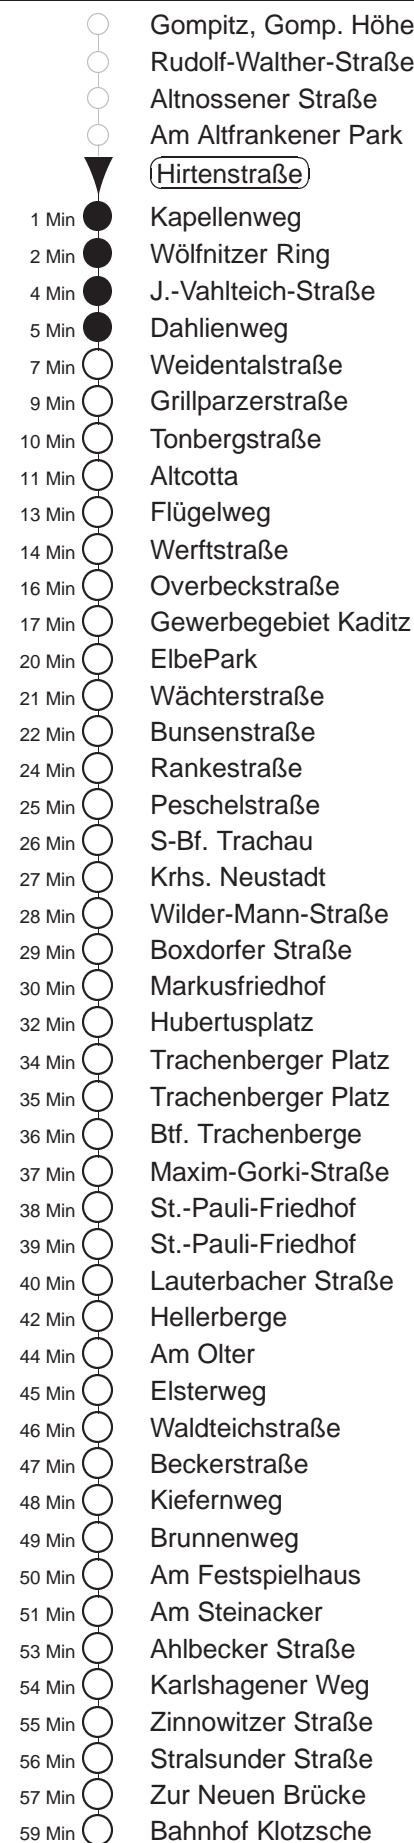 Gompitz, Gomp. Höhe
Rudolf-Walther-Straße
Altnossener Straße
Am Altfrankener Park
Hirtenstraße
1 Min Kapellenweg
2 Min Wölfnitzer Ring
4 Min J.-Vahlteich-Straße
5 Min Dahlienweg
7 Min Weidentalstraße
9 Min Grillparzerstraße
10 Min Tonbergstraße
11 Min Altcotta
13 Min Flügelweg
14 Min Werftstraße
16 Min Overbeckstraße
17 Min Gewerbegebiet Kaditz
20 Min ElbePark
21 Min Wächterstraße
22 Min Bunsenstraße
24 Min Rankestraße
25 Min Peschelstraße
26 Min S-Bf. Trachau
27 Min Krhs. Neustadt
28 Min Wilder-Mann-Straße
29 Min Boxdorfer Straße
30 Min Markusfriedhof
32 Min Hubertusplatz
34 Min Trachenberger Platz
35 Min Trachenberger Platz
36 Min Btf. Trachenberge
37 Min Maxim-Gorki-Straße
38 Min St.-Pauli-Friedhof
39 Min St.-Pauli-Friedhof
40 Min Lauterbacher Straße
42 Min Hellerberge
44 Min Am Olter
45 Min Elsterweg
46 Min Waldteichstraße
47 Min Beckerstraße
48 Min Kiefernweg
49 Min Brunnenweg
50 Min Am Festspielhaus
51 Min Am Steinacker
53 Min Ahlbecker Straße
54 Min Karlshagener Weg
55 Min Zinnowitzer Straße
56 Min Stralsunder Straße
57 Min Zur Neuen Brücke
59 Min Bahnhof Klotzsche